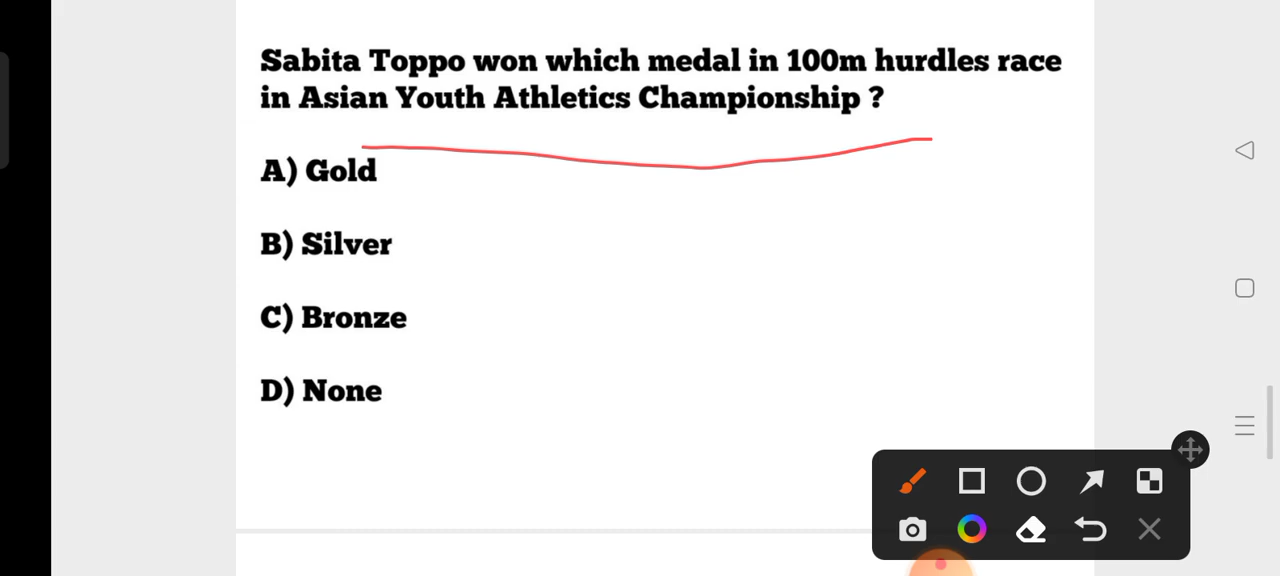 Sabita Toppo won which medal in 100m hurdles race
in Asian Youth Athletics Championship ?
A) Gold
B) Silver
C) Bronze
D) None